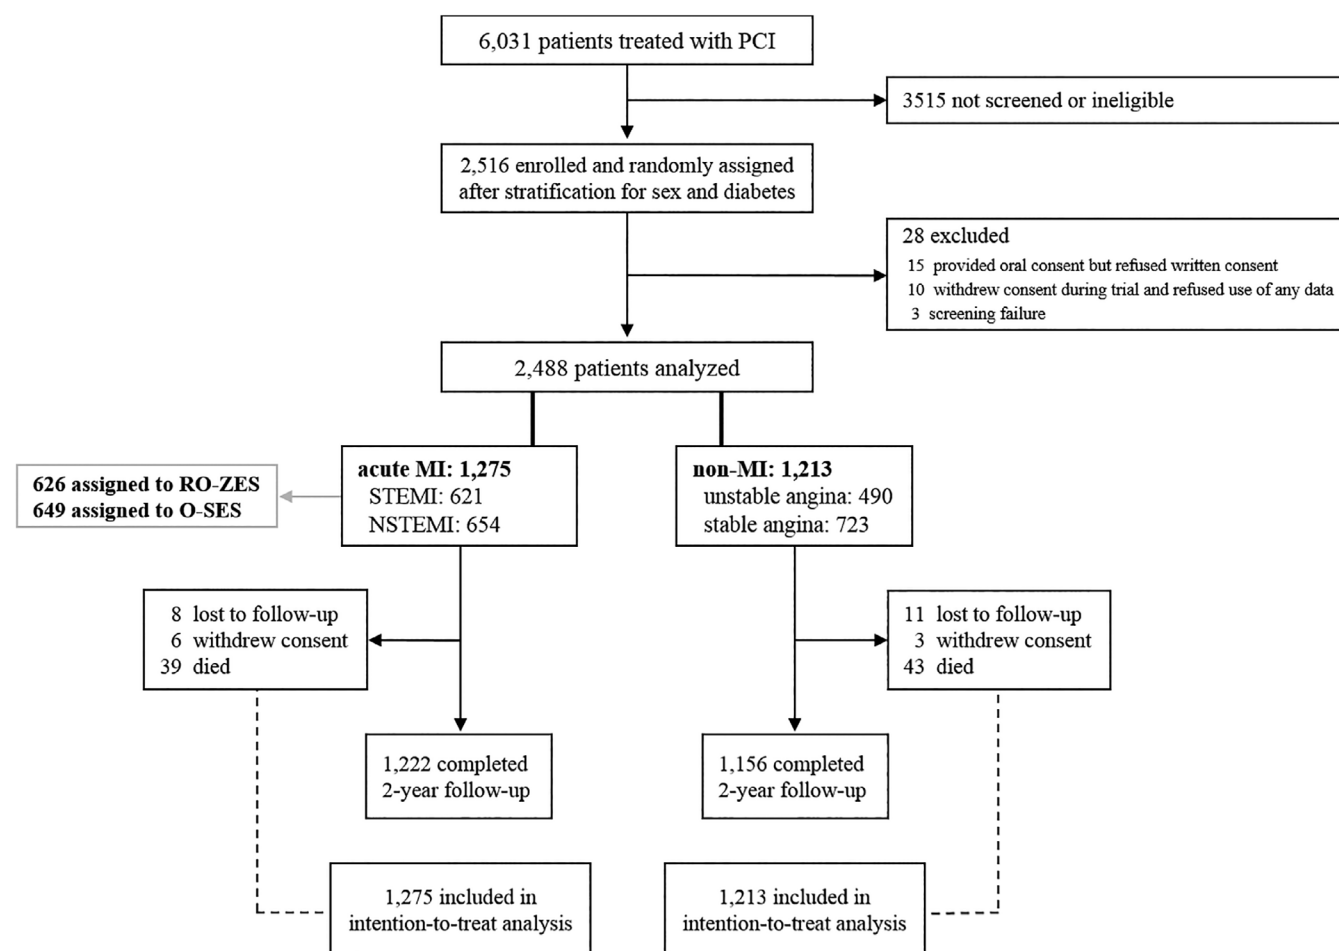 6,031 patients treated with PCI
3515 not screened or ineligible
2,516 enrolled and randomly assigned
after stratification for sex and diabetes
28 excluded
15 provided oral consent but refused written consent
10 withdrew consent during trial and refused use of any data
3 screening failure
2,488 patients analyzed
626 assigned to RO-ZES
649 assigned to O-SES
acute MI: 1,275
STEMI: 621
NSTEMI: 654
non-MI: 1,213
unstable angina: 490
stable angina: 723
8 lost to follow-up
6 withdrew consent
39 died
11 lost to follow-up
3 withdrew consent
43 died
1,222 completed
2-year follow-up
1,156 completed
2-year follow-up
1,275 included in
intention-to-treat analysis
1,213 included in
intention-to-treat analysis